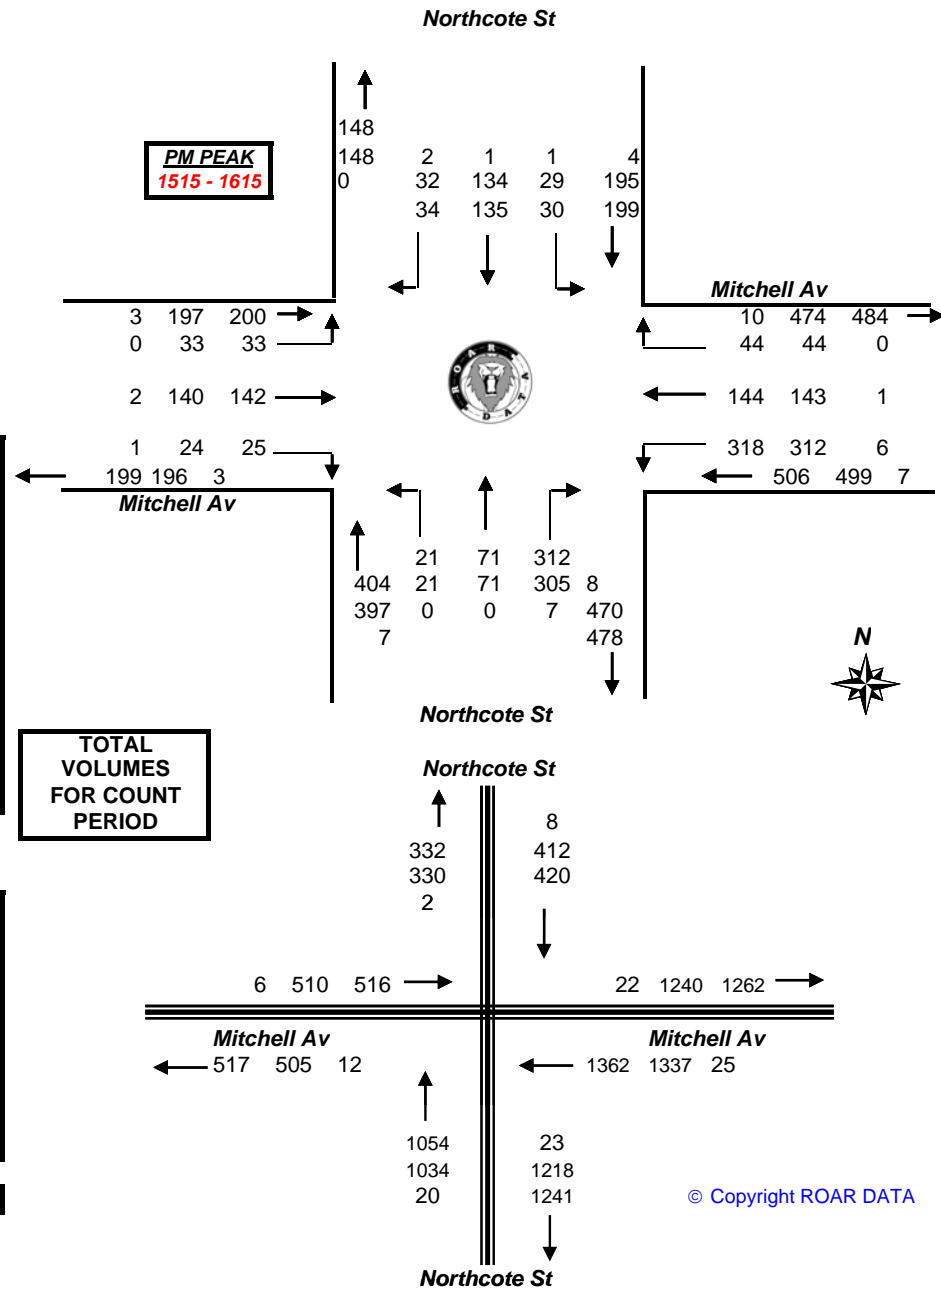 Northcote St
148
PM PEAK
1515 - 1615
148 2 1 1 4
0 32 134 29 195
34 135 30 199
Mitchell Av
3 197 200 10 474 484
0 33 33 44 44 0
ROAR DATA
2 140 142 144 143 1
1 24 25 318 312 6
199 196 3 506 499 7
Mitchell Av
21 71 312
404 21 71 305 8
397 0 0 7 470
7 478
N
Northcote St
TOTAL
VOLUMES
FOR COUNT
PERIOD
Northcote St
8
332 412
330 420
2
6 510 516 22 1240 1262
Mitchell Av Mitchell Av
517 505 12 1362 1337 25
1054 23
1034 1218
20 1241
© Copyright ROAR DATA
Northcote St